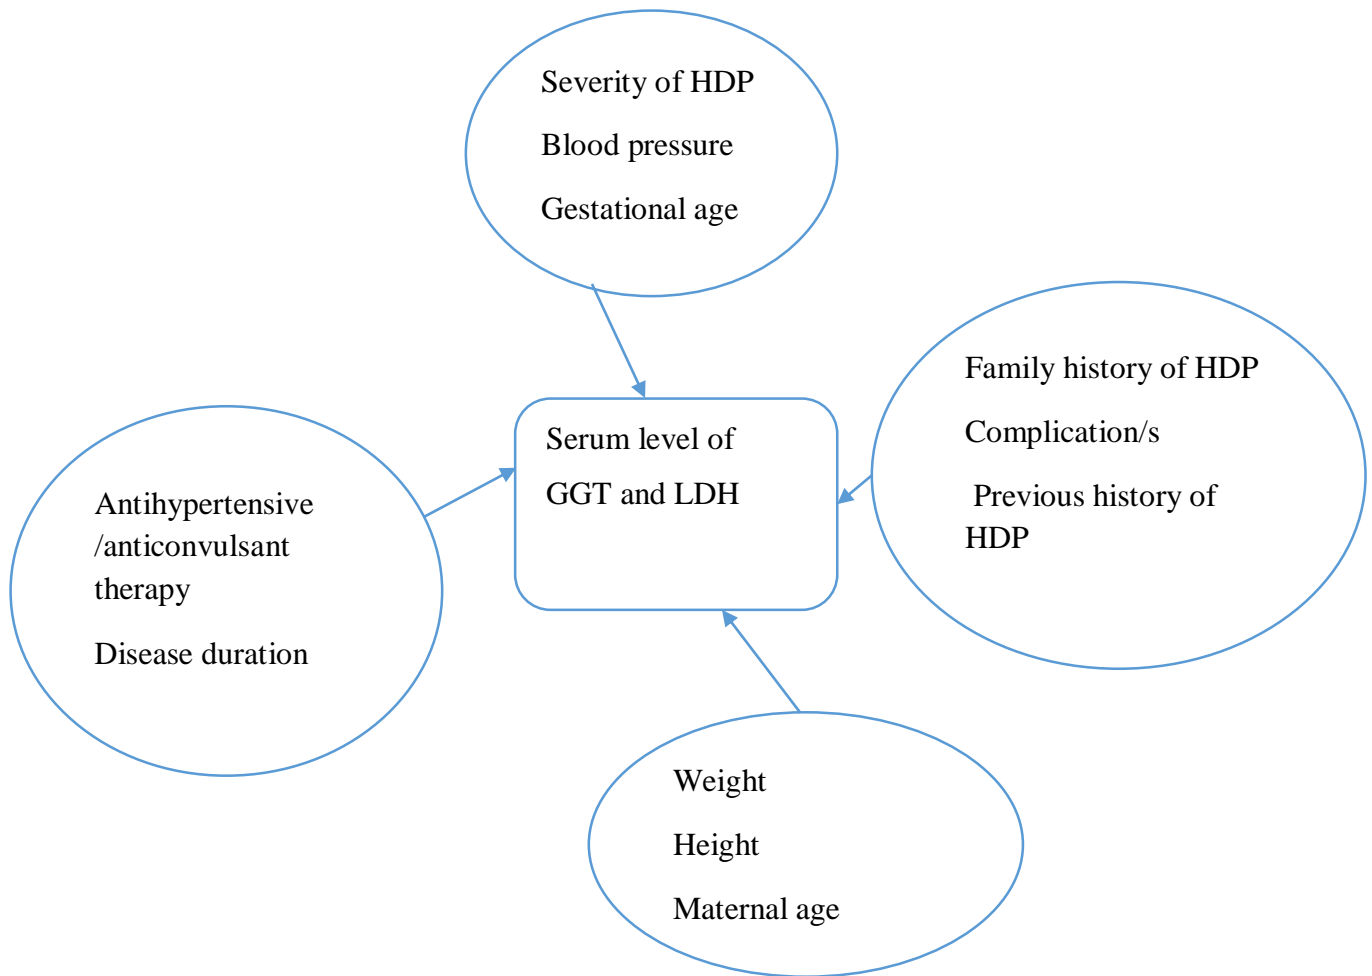 Severity of HDP
Blood pressure
Gestational age
Family history of HDP
Complication/s
Previous history of
HDP
Serum level of
GGT and LDH
Antihypertensive
/anticonvulsant
therapy
Disease duration
Weight
Height
Maternal age